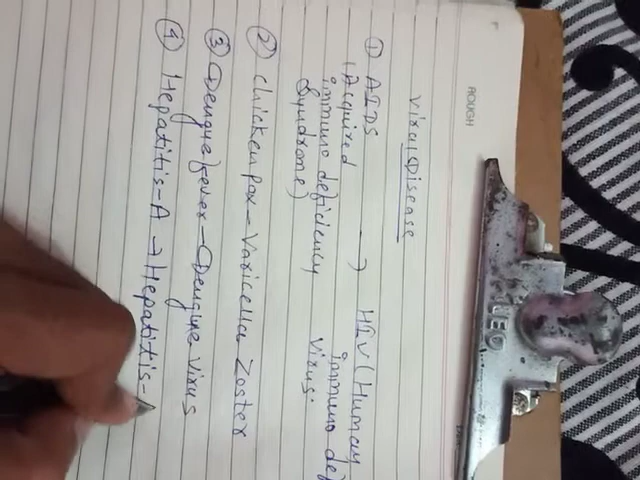 ROUGH
Viral Disease
① AIDS → HIV (Human
(Acquired immuno
immuno deficiency Virus.
Syndrome)
② Chickenpox - Varicella Zoster
③ Dengue fever - Dengue Virus
④ Hepatitis-A → Hepatitis-A
LEO